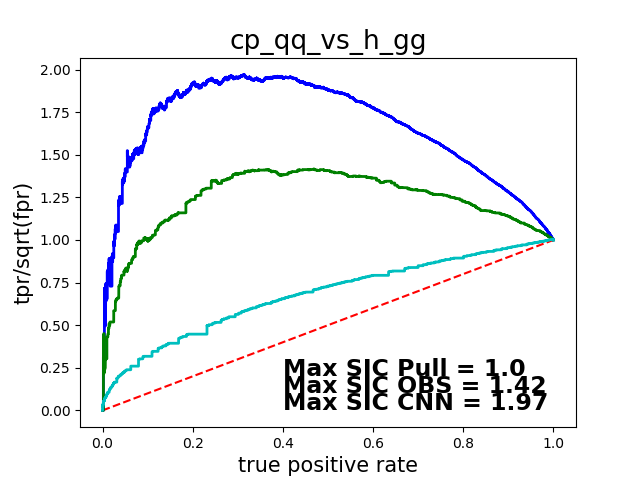 cp_qq_vs_h_gg
tpr/sqrt(fpr)
2.00
1.75
1.50
1.25
1.00
0.75
0.50
0.25
0.00
Max SIC Pull = 1.0
Max SIC OBS = 1.42
Max SIC CNN = 1.97
0.0 0.2 0.4 0.6 0.8 1.0
true positive rate